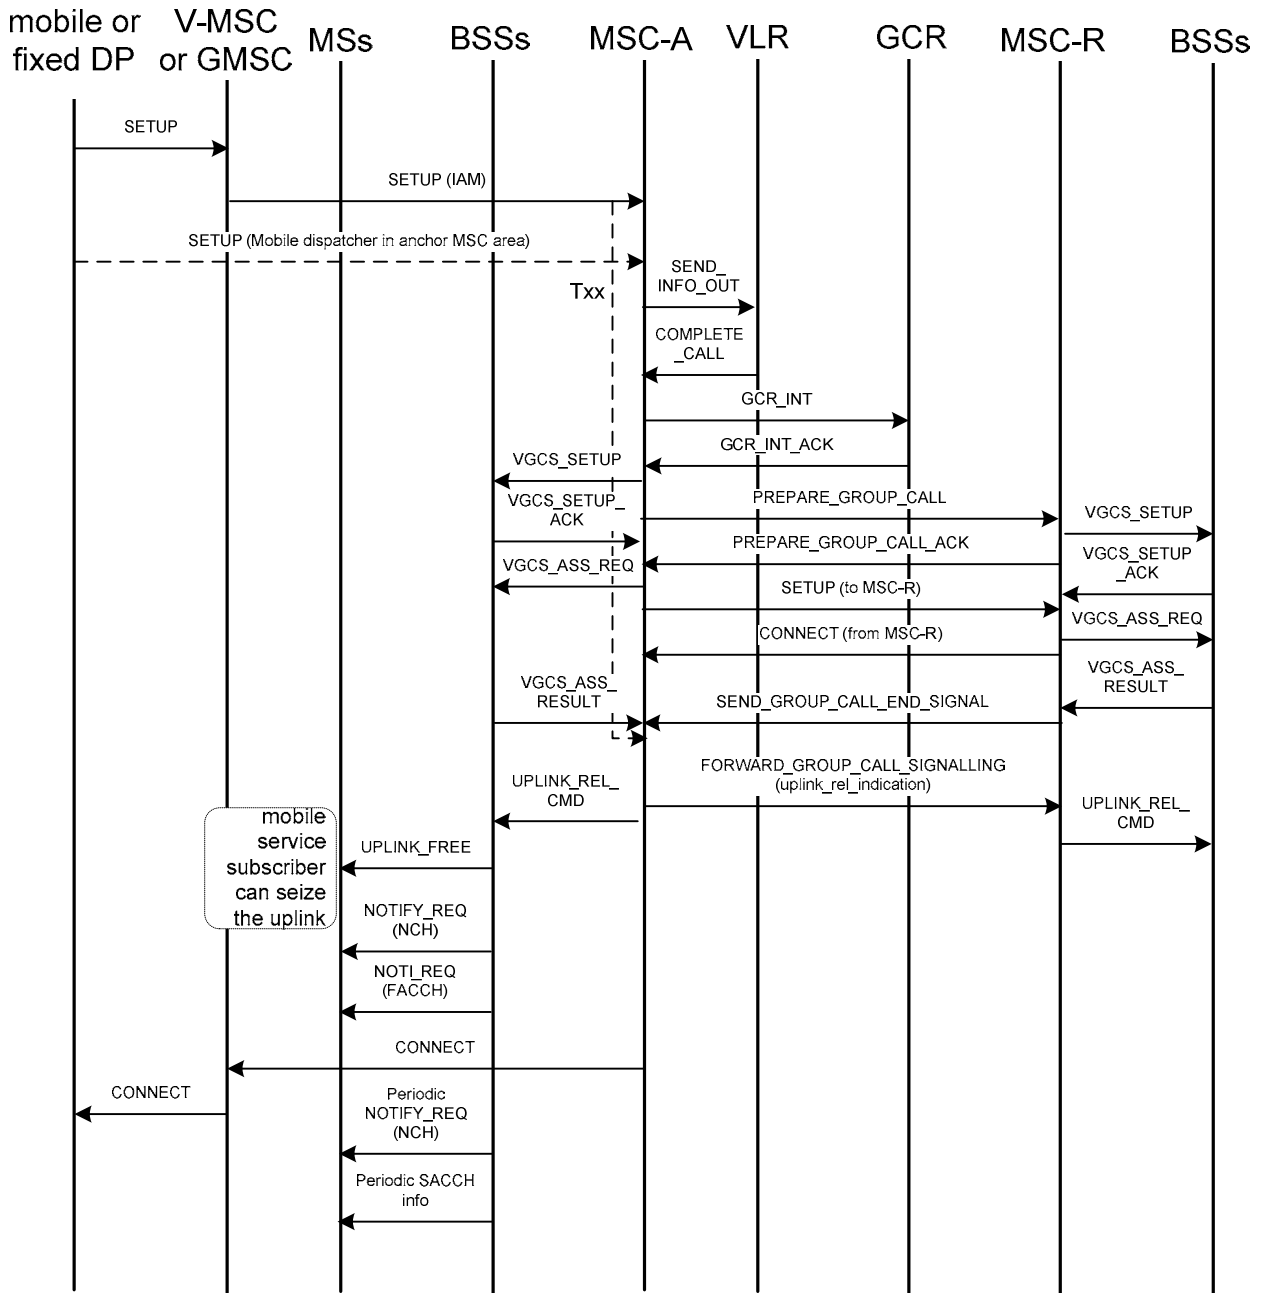 mobile or
fixed DP
V-MSC
or GMSC
MSs
BSSs
MSC-A
VLR
GCR
MSC-R
BSSs
SETUP
SETUP (IAM)
SETUP (Mobile dispatcher in anchor MSC area)
Txx
SEND_
INFO_OUT
COMPLETE
_CALL
GCR_INT
GCR_INT_ACK
VGCS_SETUP
VGCS_SETUP_
ACK
PREPARE_GROUP_CALL
VGCS_SETUP
PREPARE_GROUP_CALL_ACK
VGCS_SETUP
_ACK
VGCS_ASS_REQ
SETUP (to MSC-R)
VGCS_ASS_REQ
CONNECT (from MSC-R)
VGCS_ASS_
RESULT
VGCS_ASS_
RESULT
SEND_GROUP_CALL_END_SIGNAL
FORWARD_GROUP_CALL_SIGNALLING
(uplink_rel_indication)
UPLINK_REL_
CMD
UPLINK_REL_
CMD
mobile
service
subscriber
can seize
the uplink
UPLINK_FREE
NOTIFY_REQ
(NCH)
NOTI_REQ
(FACCH)
CONNECT
CONNECT
Periodic
NOTIFY_REQ
(NCH)
Periodic SACCH
info